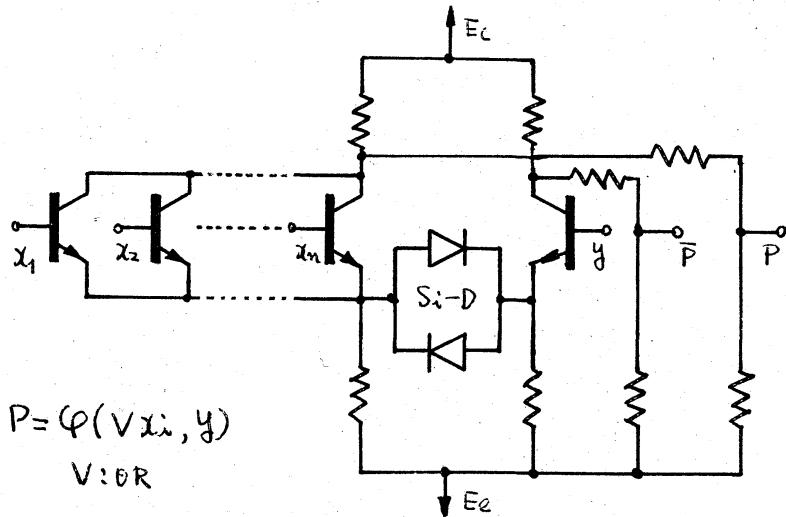 Ec
x1
x2
xn
y
P̅
P
Si-D
P=φ(Vxi, y)
V:OR
Ee